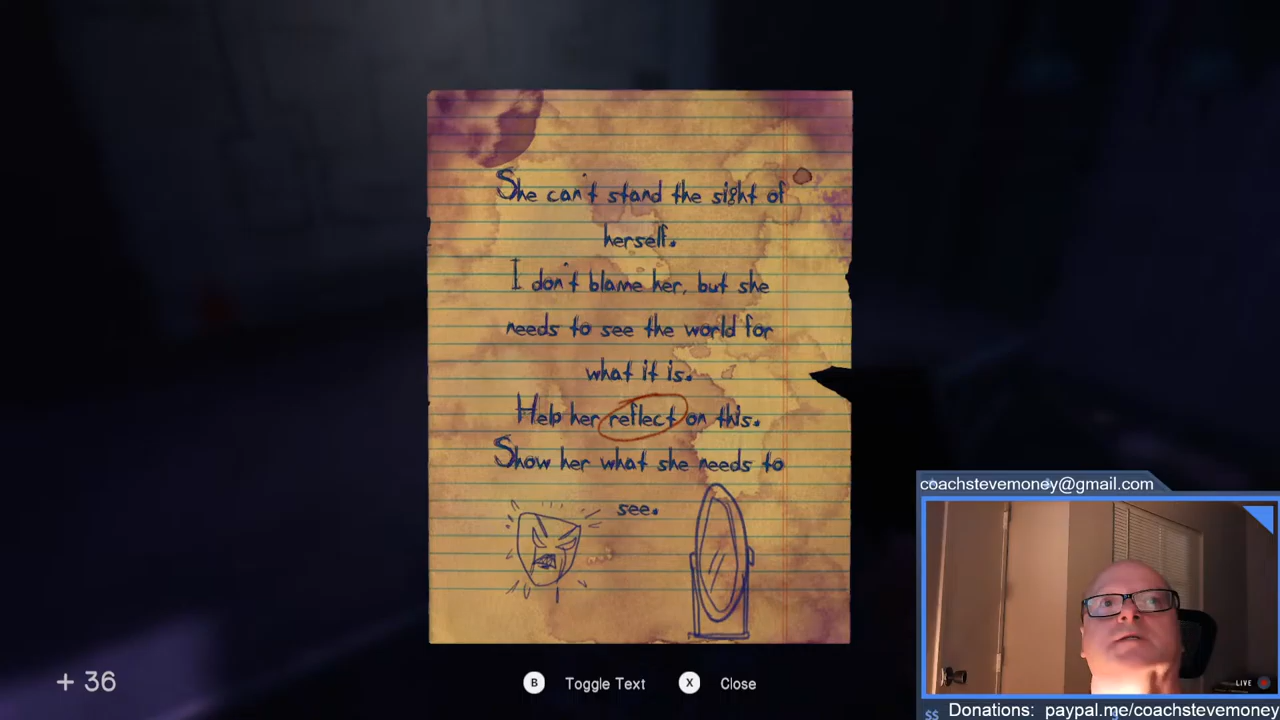 She can't stand the sight of
herself.
I don't blame her, but she
needs to see the world for
what it is.
Help her reflect on this.
Show her what she needs to
see.
coachstevemoney@gmail.com
LIVE
+ 36
B Toggle Text X Close
$$ Donations: paypal.me/coachstevemoney